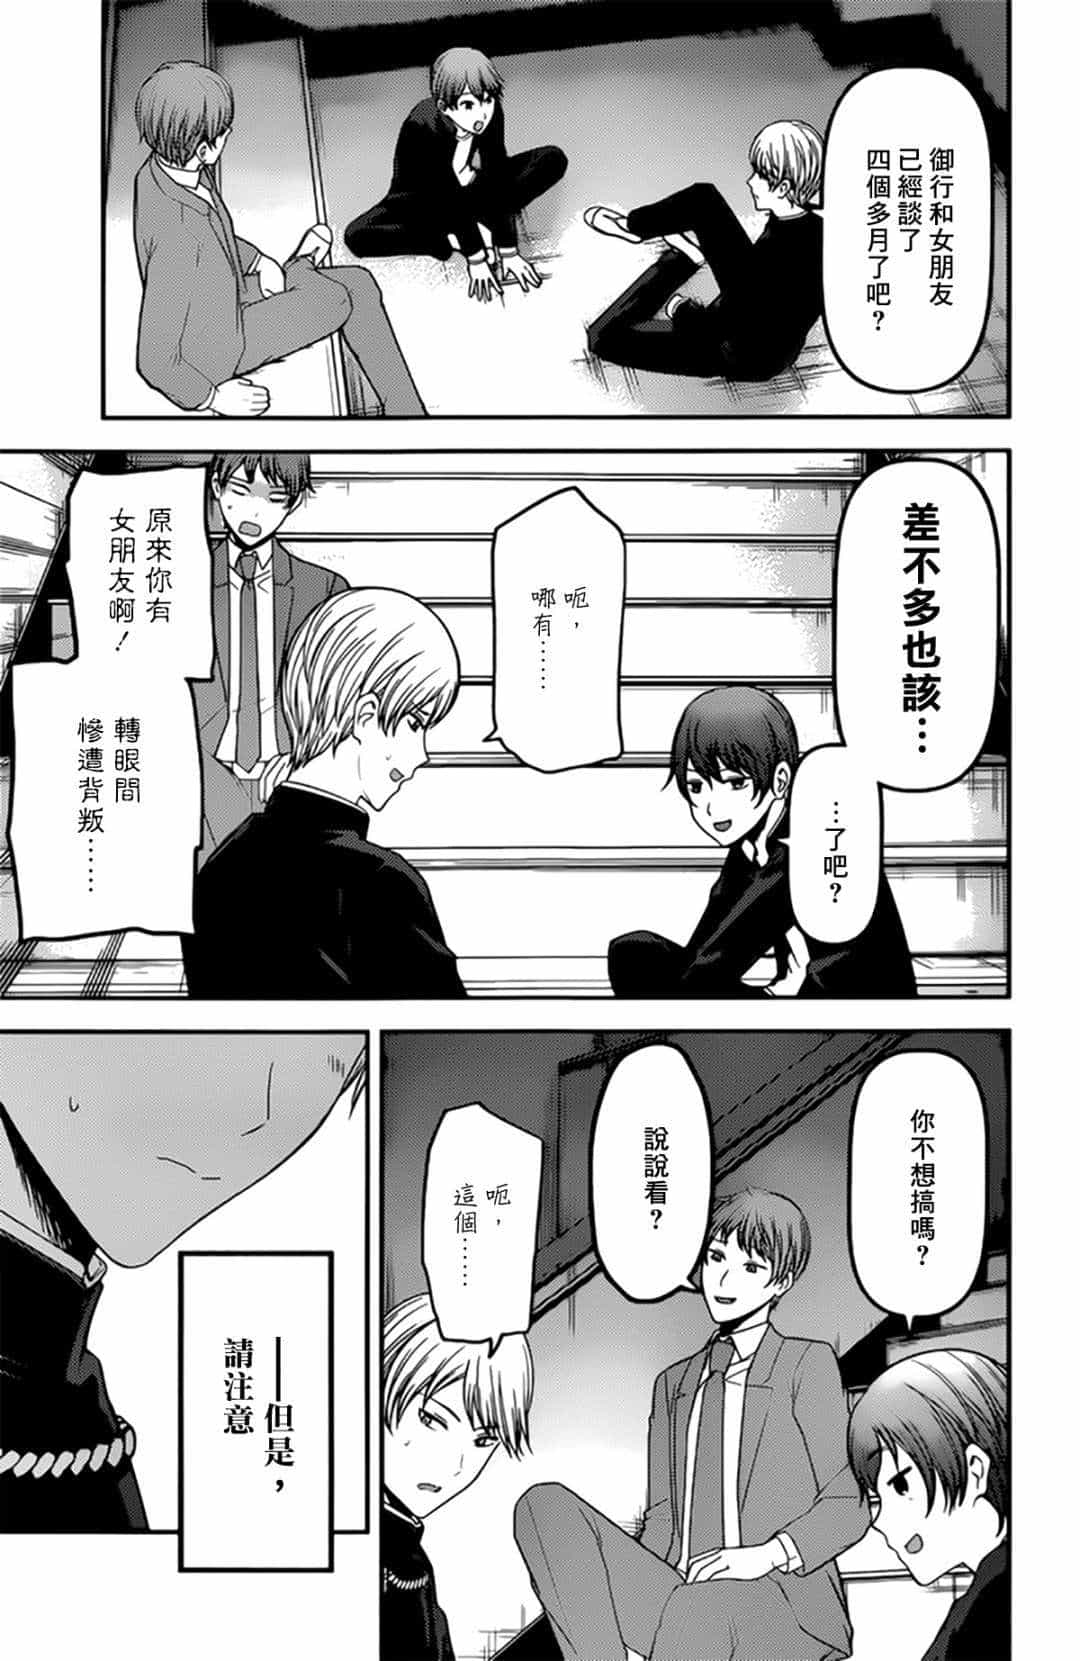 御行和女朋友
已經談了
四個多月了吧？
差不多也該…
…了吧？
呃，
哪有……
原來你有
女朋友啊！
轉眼間
慘遭背叛……
你不想搞嗎？
說說看？
呃，
這個……
——但是，
請注意